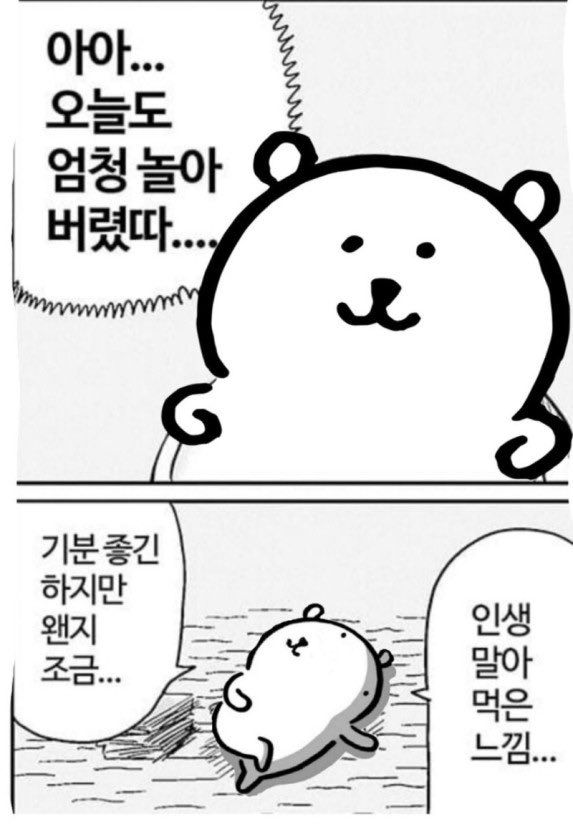 아아...
오늘도
엄청 놀아
버렸따....
기분 좋긴
하지만
왠지
조금...
인생
말아
먹은
느낌...